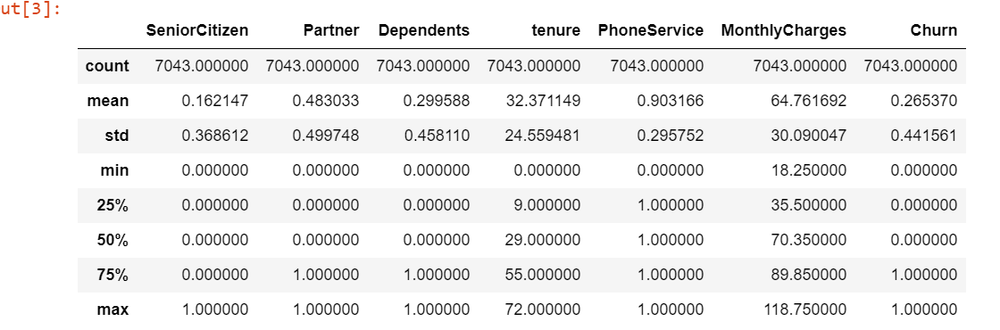 ut[3]:
SeniorCitizen Partner Dependents tenure PhoneService MonthlyCharges Churn
count 7043.000000 7043.000000 7043.000000 7043.000000 7043.000000 7043.000000 7043.000000
mean 0.162147 0.483033 0.299588 32.371149 0.903166 64.761692 0.265370
std 0.368612 0.499748 0.458110 24.559481 0.295752 30.090047 0.441561
min 0.000000 0.000000 0.000000 0.000000 0.000000 18.250000 0.000000
25% 0.000000 0.000000 0.000000 9.000000 1.000000 35.500000 0.000000
50% 0.000000 0.000000 0.000000 29.000000 1.000000 70.350000 0.000000
75% 0.000000 1.000000 1.000000 55.000000 1.000000 89.850000 1.000000
max 1.000000 1.000000 1.000000 72.000000 1.000000 118.750000 1.000000